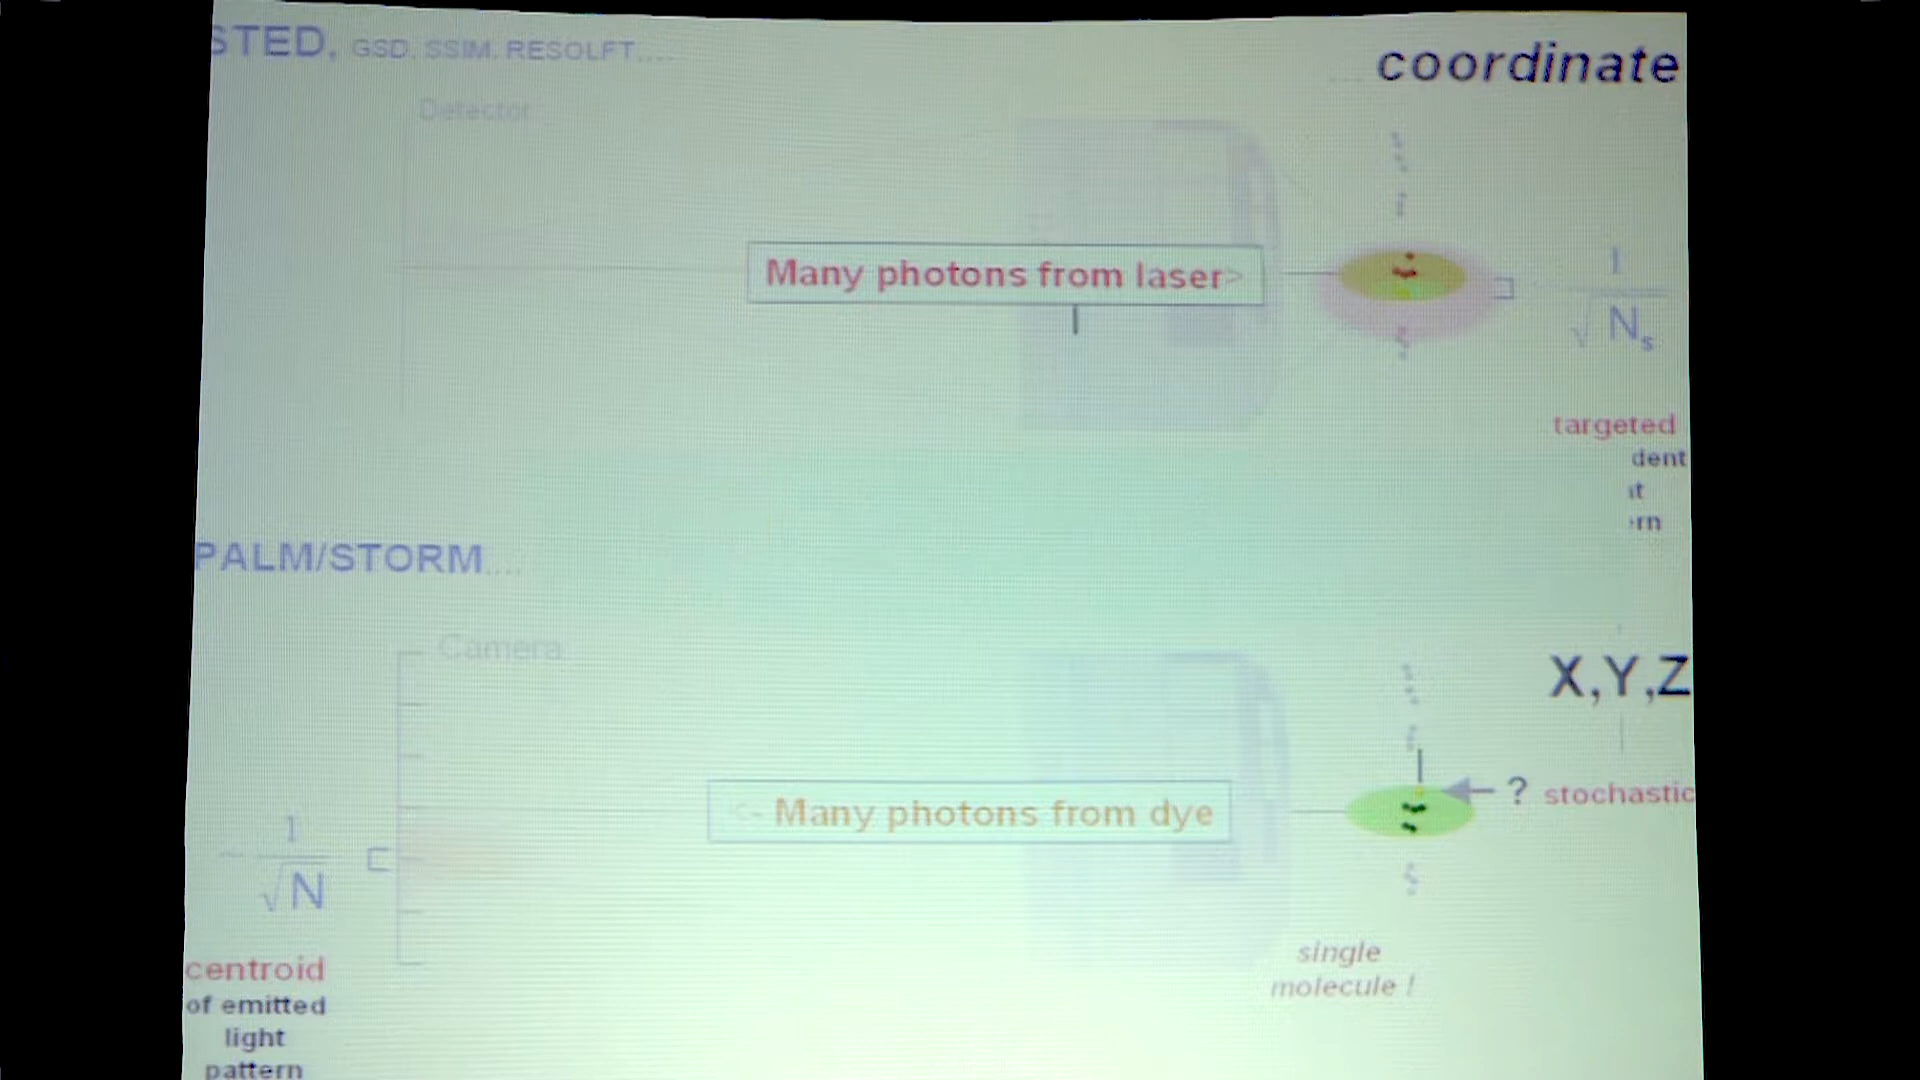 STED, GSD, SSIM, RESOLFT....
coordinate
Detector
Many photons from laser>
1
√ Ns
targeted
dent
it
rn
PALM/STORM....
Camera
X,Y,Z
<- Many photons from dye
? stochastic
1
~
√N
single
molecule !
centroid
of emitted
light
pattern